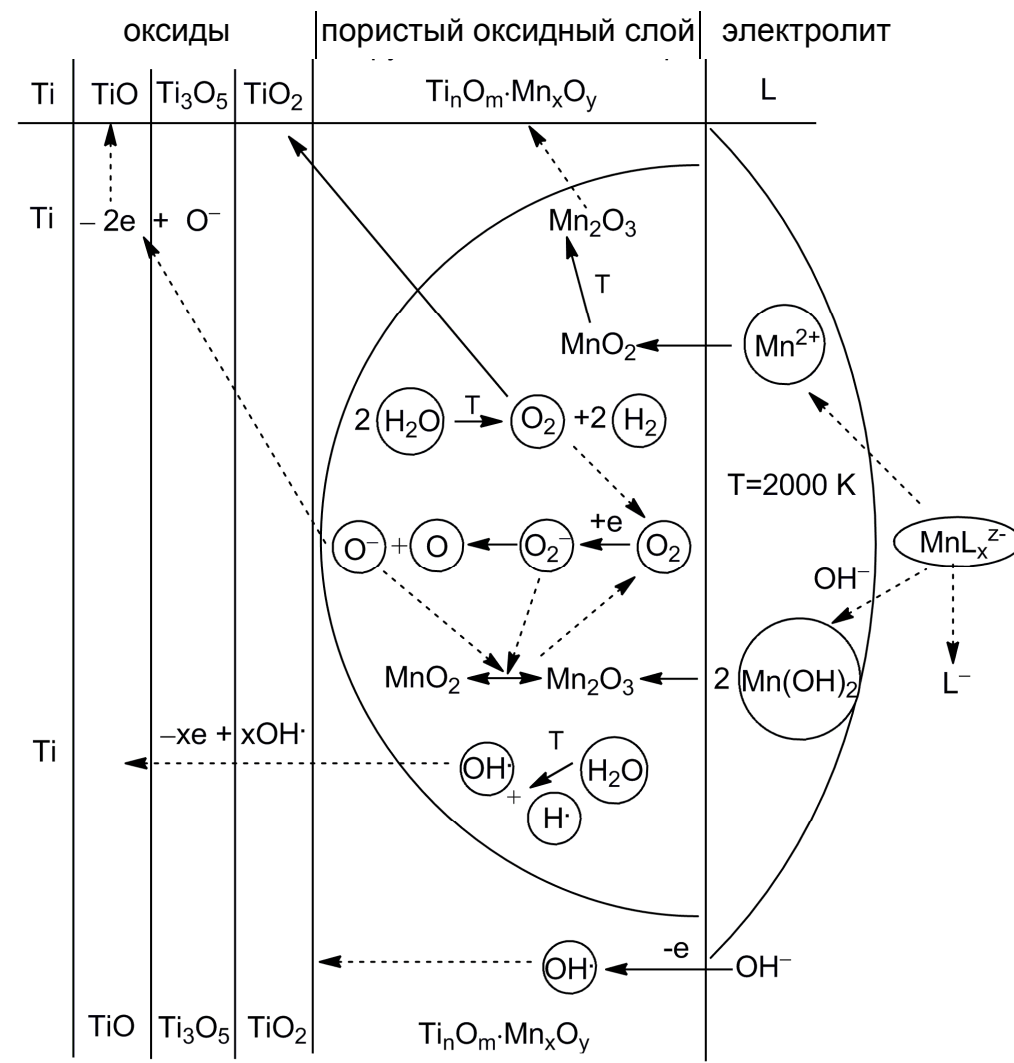 оксиды пористый оксидный слой электролит
Ti TiO Ti₃O₅ TiO₂ TiₙOₘ·MnₓOᵧ L
Ti – 2e + O⁻ Mn₂O₃
T
MnO₂ Mn²⁺
2 H₂O T O₂ +2 H₂
T=2000 K
O⁻ + O O₂⁻ +e O₂ MnLₓᶻ⁻
OH⁻
MnO₂ Mn₂O₃ 2 Mn(OH)₂ L⁻
Ti –xe + xOH·
OH· + H· T H₂O
OH· -e OH⁻
TiO Ti₃O₅ TiO₂ TiₙOₘ·MnₓOᵧ